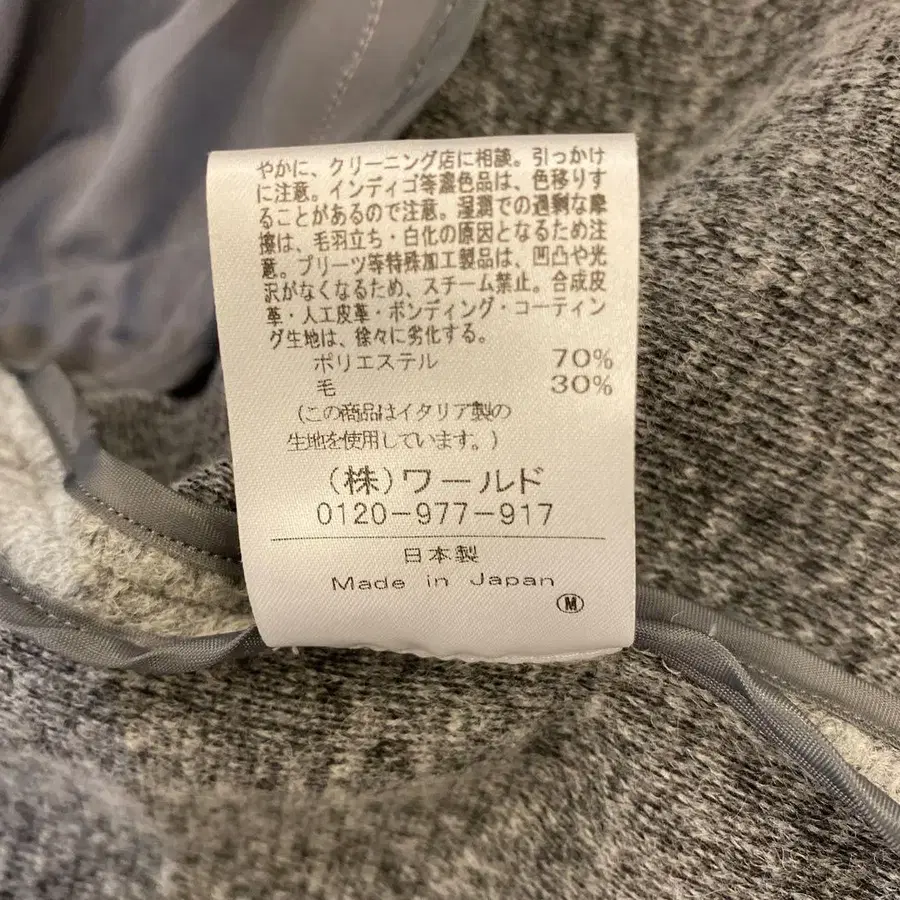 やかに、クリーニング店に相談。引っかけ
に注意。インディゴ等濃色品は、色移りす
ることがあるので注意。湿潤での過剰な摩
擦は、毛羽立ち・白化の原因となるため注
意。プリーツ等特殊加工製品は、凹凸や光
沢がなくなるため、スチーム禁止。合成皮
革・人工皮革・ボンディング・コーティン
グ生地は、徐々に劣化する。
ポリエステル 70%
毛 30%
(この商品はイタリア製の
生地を使用しています。)
(株)ワールド
0120-977-917
日本製
Made in Japan
M